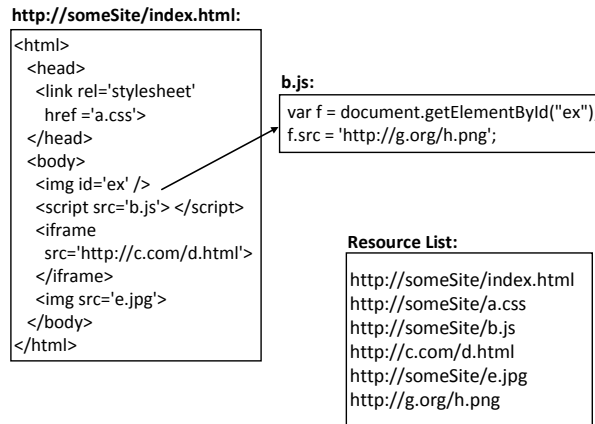 http://someSite/index.html:
<html>
<head>
<link rel='stylesheet'
href ='a.css'>
</head>
<body>
<img id='ex' />
<script src='b.js'> </script>
<iframe
src='http://c.com/d.html'>
</iframe>
<img src='e.jpg'>
</body>
</html>
b.js:
var f = document.getElementById("ex")
f.src = 'http://g.org/h.png';
Resource List:
http://someSite/index.html
http://someSite/a.css
http://someSite/b.js
http://c.com/d.html
http://someSite/e.jpg
http://g.org/h.png